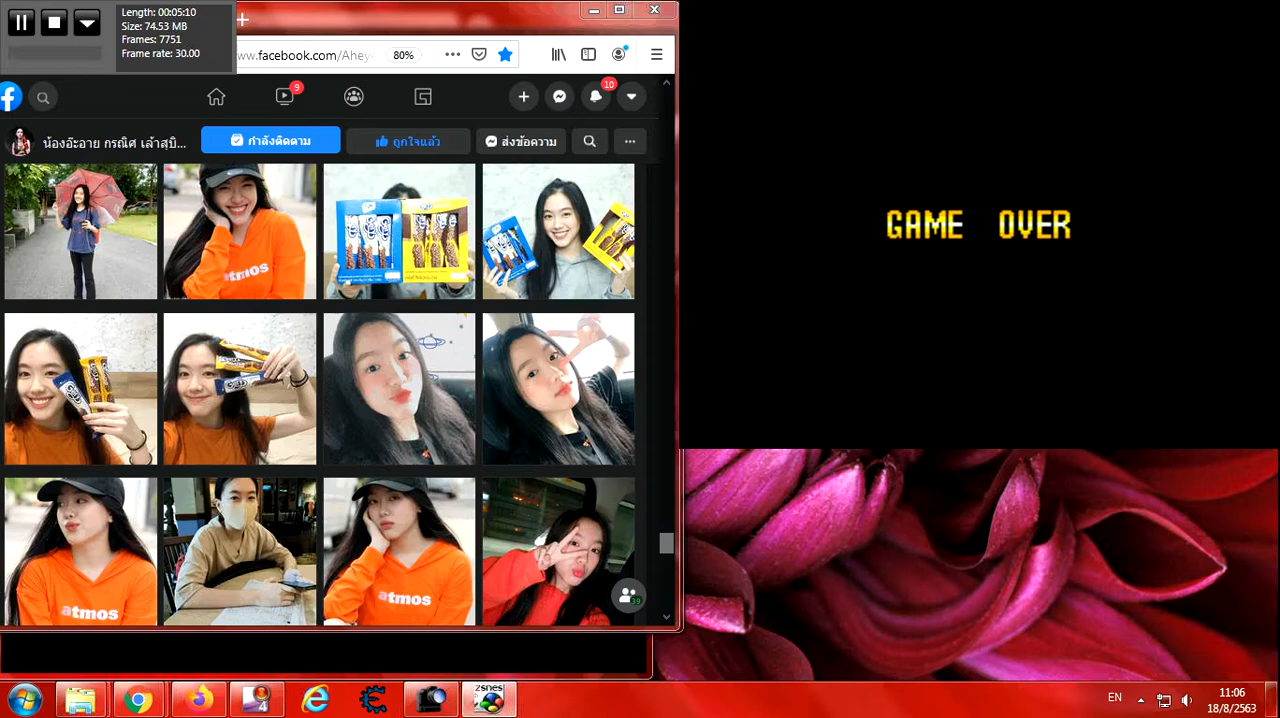 Length: 00:05:10
Size: 74.53 MB
Frames: 7751
Frame rate: 30.00
ww.facebook.com/Ahey
80%
9
10
น้องอ๊ะอาย กรณิศ เล้าสุบิ...
กำลังติดตาม
ถูกใจแล้ว
ส่งข้อความ
GAME OVER
atmos
atmos
atmos
39
4
ZSNES
EN
11:06
18/8/2563